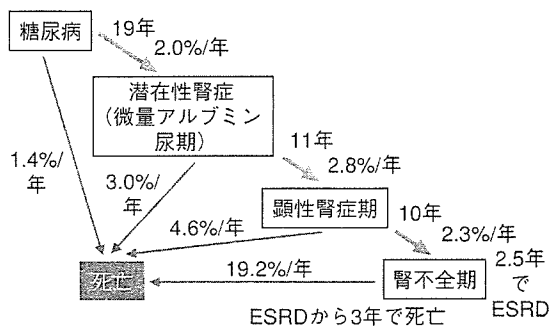 糖尿病
19年
2.0%/年
潜在性腎症
(微量アルブミン
尿期)
11年
2.8%/年
1.4%/
年
3.0%/
年
顕性腎症期
10年
2.3%/年
4.6%/年
死亡
19.2%/年
腎不全期
2.5年
で
ESRD
ESRDから3年で死亡